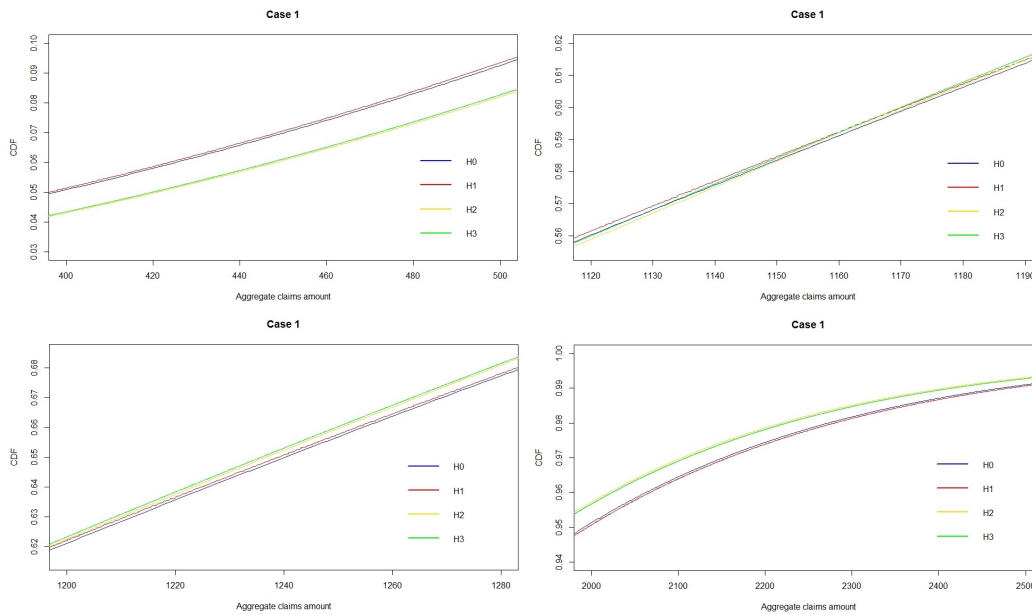 Case 1
CDF
0.10
0.09
0.08
0.07
0.06
0.05
0.04
0.03
H0
H1
H2
H3
400 420 440 460 480 500
Aggregate claims amount
Case 1
CDF
0.62
0.61
0.60
0.59
0.58
0.57
0.56
H0
H1
H2
H3
1120 1130 1140 1150 1160 1170 1180 1190
Aggregate claims amount
Case 1
CDF
0.68
0.67
0.66
0.65
0.64
0.63
0.62
H0
H1
H2
H3
1200 1220 1240 1260 1280
Aggregate claims amount
Case 1
CDF
1.00
0.99
0.98
0.97
0.96
0.95
0.94
H0
H1
H2
H3
2000 2100 2200 2300 2400 2500
Aggregate claims amount